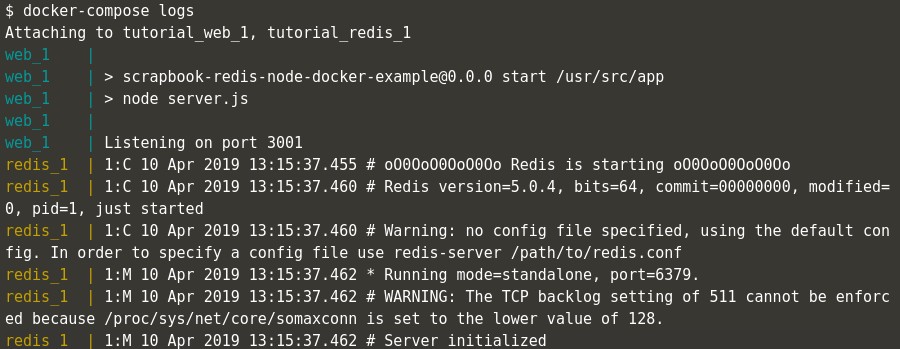 $ docker-compose logs
Attaching to tutorial_web_1, tutorial_redis_1
web_1    |
web_1    | > scrapbook-redis-node-docker-example@0.0.0 start /usr/src/app
web_1    | > node server.js
web_1    |
web_1    | Listening on port 3001
redis_1  | 1:C 10 Apr 2019 13:15:37.455 # oO0OoO0OoO0Oo Redis is starting oO0OoO0OoO0Oo
redis_1  | 1:C 10 Apr 2019 13:15:37.460 # Redis version=5.0.4, bits=64, commit=00000000, modified=
0, pid=1, just started
redis_1  | 1:C 10 Apr 2019 13:15:37.460 # Warning: no config file specified, using the default con
fig. In order to specify a config file use redis-server /path/to/redis.conf
redis_1  | 1:M 10 Apr 2019 13:15:37.462 * Running mode=standalone, port=6379.
redis_1  | 1:M 10 Apr 2019 13:15:37.462 # WARNING: The TCP backlog setting of 511 cannot be enforc
ed because /proc/sys/net/core/somaxconn is set to the lower value of 128.
redis_1  | 1:M 10 Apr 2019 13:15:37.462 # Server initialized